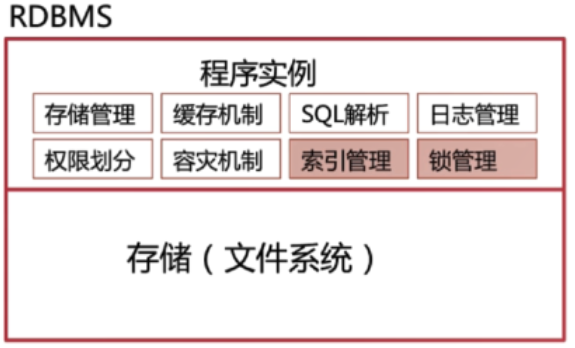 RDBMS
程序实例
存储管理 缓存机制 SQL解析 日志管理
权限划分 容灾机制 索引管理 锁管理
存储（文件系统）